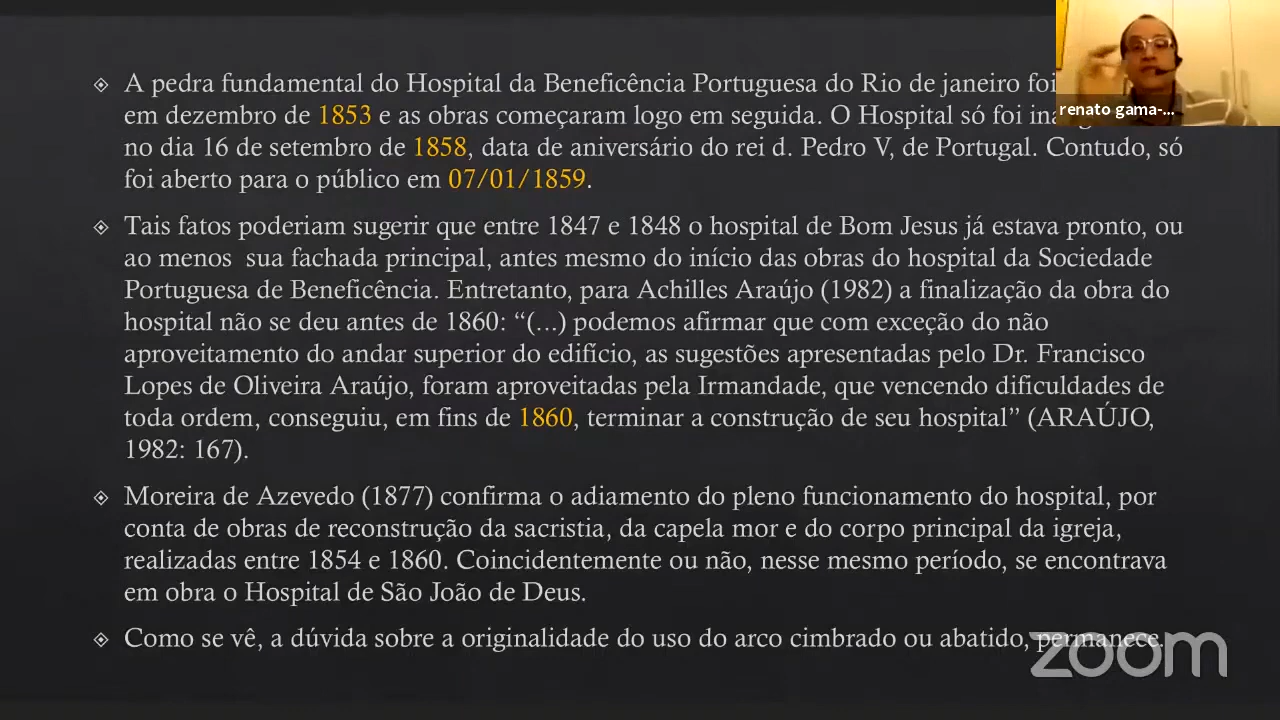 A pedra fundamental do Hospital da Beneficência Portuguesa do Rio de janeiro foi
em dezembro de 1853 e as obras começaram logo em seguida. O Hospital só foi
no dia 16 de setembro de 1858, data de aniversário do rei d. Pedro V, de Portugal. Contudo, só
foi aberto para o público em 07/01/1859.
Tais fatos poderiam sugerir que entre 1847 e 1848 o hospital de Bom Jesus já estava pronto, ou
ao menos sua fachada principal, antes mesmo do início das obras do hospital da Sociedade
Portuguesa de Beneficência. Entretanto, para Achilles Araújo (1982) a finalização da obra do
hospital não se deu antes de 1860: “(...) podemos afirmar que com exceção do não
aproveitamento do andar superior do edifício, as sugestões apresentadas pelo Dr. Francisco
Lopes de Oliveira Araújo, foram aproveitadas pela Irmandade, que vencendo dificuldades de
toda ordem, conseguiu, em fins de 1860, terminar a construção de seu hospital” (ARAÚJO,
1982: 167).
Moreira de Azevedo (1877) confirma o adiamento do pleno funcionamento do hospital, por
conta de obras de reconstrução da sacristia, da capela mor e do corpo principal da igreja,
realizadas entre 1854 e 1860. Coincidentemente ou não, nesse mesmo período, se encontrava
em obra o Hospital de São João de Deus.
Como se vê, a dúvida sobre a originalidade do uso do arco cimbrado ou abatido, permanece.
renato gama-...
zoom